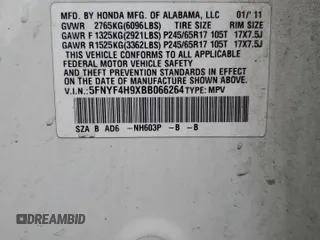 MFD. BY HONDA MFG. OF ALABAMA, LLC 01/ 11
GVWR 2765KG(6096LBS) TIRE SIZE RIM SIZE
GAWR F 1325KG(2921LBS) P245/65R17 105T 17X7.5J
GAWR R 1525KG(3362LBS) P245/65R17 105T 17X7.5J
THIS VEHICLE CONFORMS TO ALL APPLICABLE
FEDERAL MOTOR VEHICLE SAFETY AND
THEFT PREVENTION STANDARDS IN EFFECT ON
THE DATE OF MANUFACTURE SHOWN ABOVE.
V.I.N.: 5FNYF4H9XBB066264 TYPE: MPV
SZA B AD6 -NH603P -B -B
DREAMBID